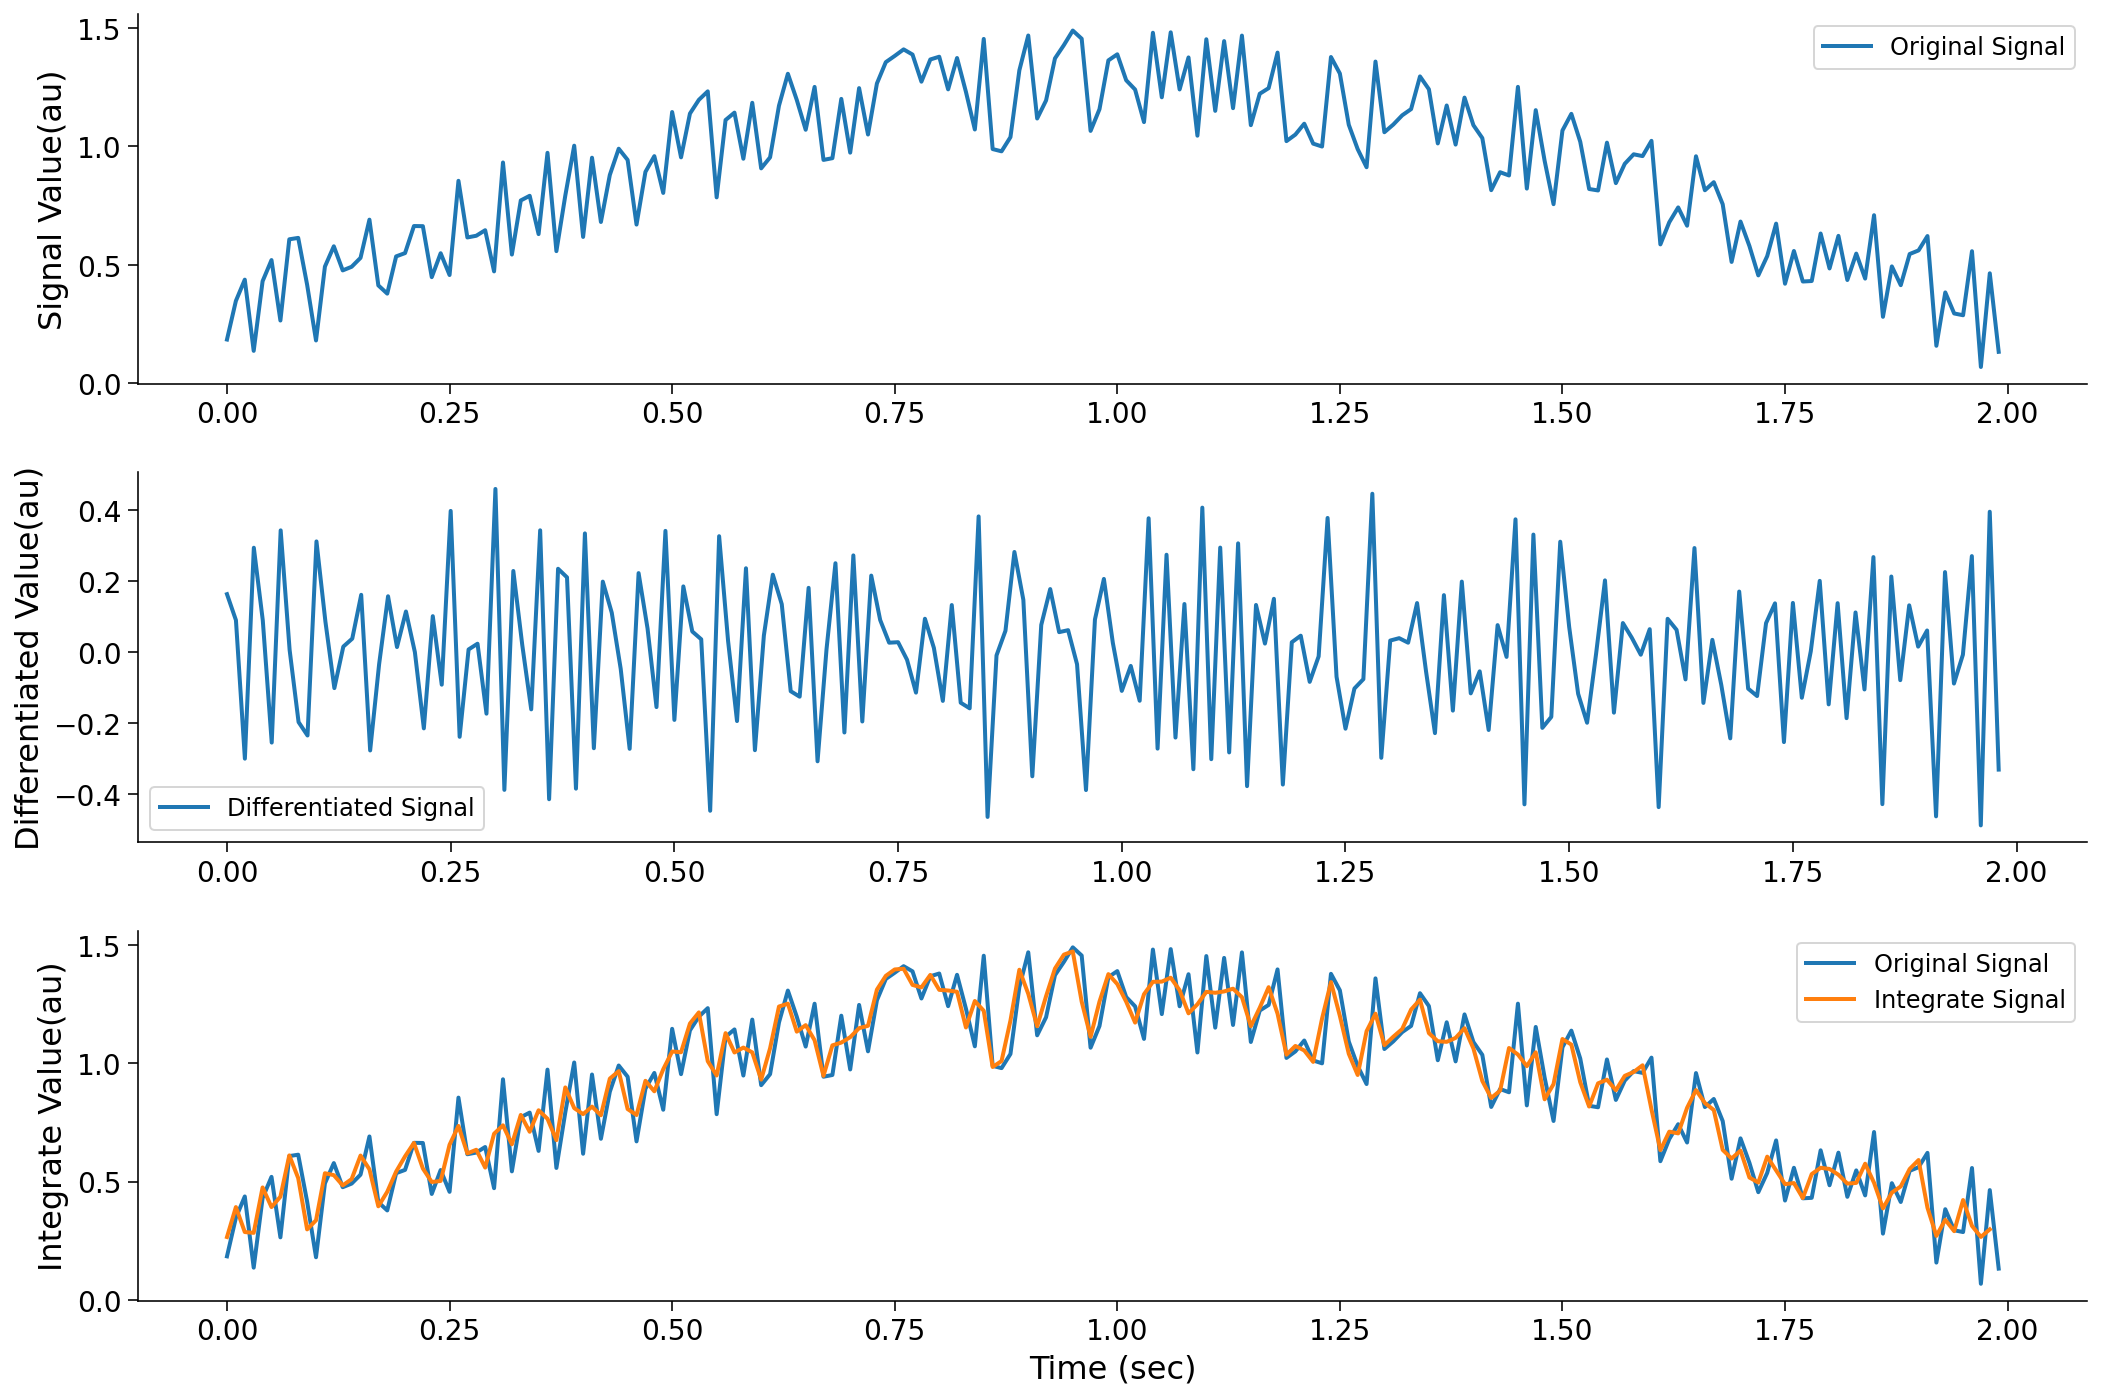 Signal Value(au)
1.5
1.0
0.5
0.0
Original Signal
0.00 0.25 0.50 0.75 1.00 1.25 1.50 1.75 2.00
Differentiated Value(au)
0.4
0.2
0.0
−0.2
−0.4
Differentiated Signal
0.00 0.25 0.50 0.75 1.00 1.25 1.50 1.75 2.00
Integrate Value(au)
1.5
1.0
0.5
0.0
Original Signal
Integrate Signal
0.00 0.25 0.50 0.75 1.00 1.25 1.50 1.75 2.00
Time (sec)